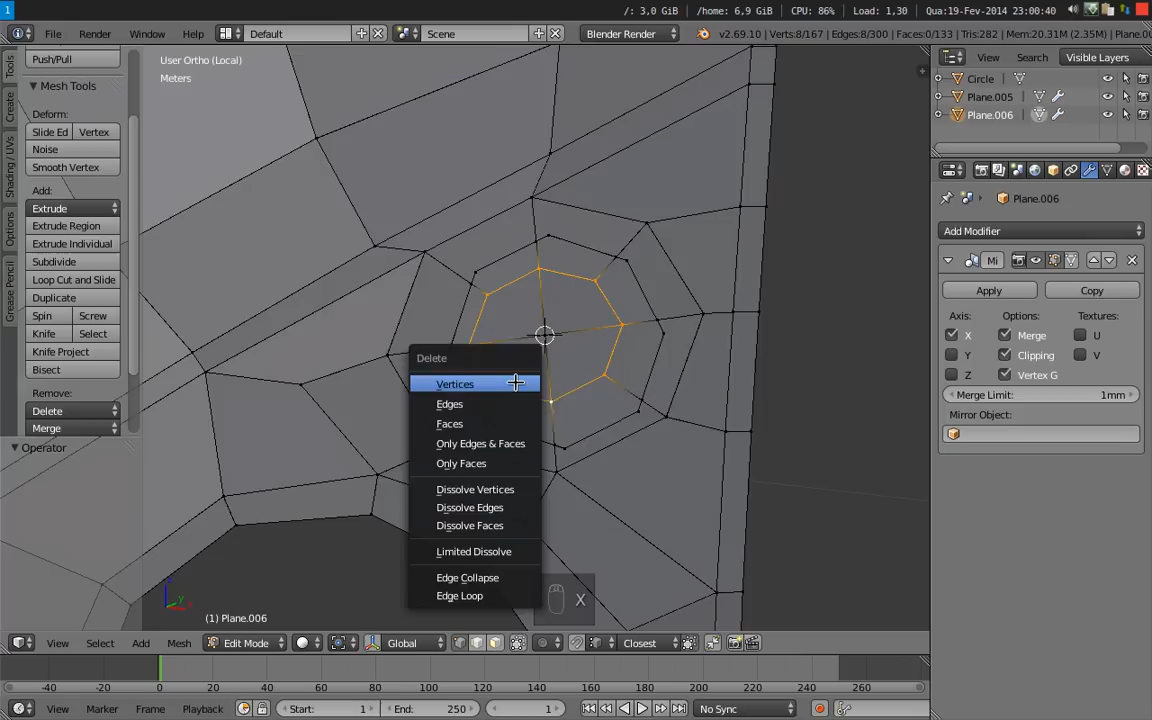 1 /: 3,0 GiB /home: 6,9 GiB CPU: 86% Load: 1,30 Qua:19-Fev-2014 23:00:40
File Render Window Help Default Scene Blender Render v2.69.10 | Verts:8/167 | Edges:8/300 | Faces:0/133 | Tris:282 | Mem:20.31M (2.35M) | Plane.00
Push/Pull
Mesh Tools
Deform:
Slide Ed Vertex
Noise
Smooth Vertex
Add:
Extrude
Extrude Region
Extrude Individual
Subdivide
Loop Cut and Slide
Duplicate
Spin Screw
Knife Select
Knife Project
Bisect
Remove:
Delete
Merge
Operator
Tools
Create
Shading / UVs
Options
Grease Pencil
User Ortho (Local)
Meters
Delete
Vertices
Edges
Faces
Only Edges & Faces
Only Faces
Dissolve Vertices
Dissolve Edges
Dissolve Faces
Limited Dissolve
Edge Collapse
Edge Loop
X
(1) Plane.006
View Select Add Mesh Edit Mode Global Closest
-40 -20 0 20 40 60 80 100 120 140 160 180 200 220 240 260
View Marker Frame Playback Start: 1 End: 250 1 No Sync
View Search Visible Layers
Circle
Plane.005
Plane.006
Plane.006
Add Modifier
Mi
Apply Copy
Axis: Options: Textures:
X Merge U
Y Clipping V
Z Vertex G
Merge Limit: 1mm
Mirror Object: